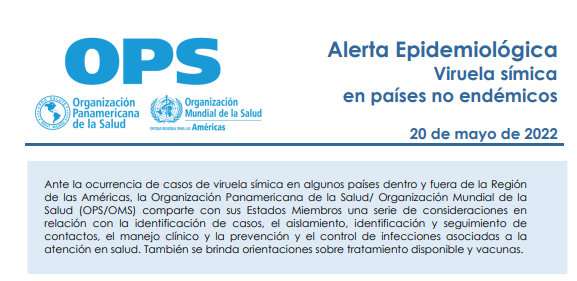 OPS
Organización
Panamericana
de la Salud
Organización
Mundial de la Salud
OFICINA REGIONAL PARA LAS Américas
Alerta Epidemiológica
Viruela símica
en países no endémicos
20 de mayo de 2022
Ante la ocurrencia de casos de viruela símica en algunos países dentro y fuera de la Región
de las Américas, la Organización Panamericana de la Salud/ Organización Mundial de la
Salud (OPS/OMS) comparte con sus Estados Miembros una serie de consideraciones en
relación con la identificación de casos, el aislamiento, identificación y seguimiento de
contactos, el manejo clínico y la prevención y el control de infecciones asociadas a la
atención en salud. También se brinda orientaciones sobre tratamiento disponible y vacunas.